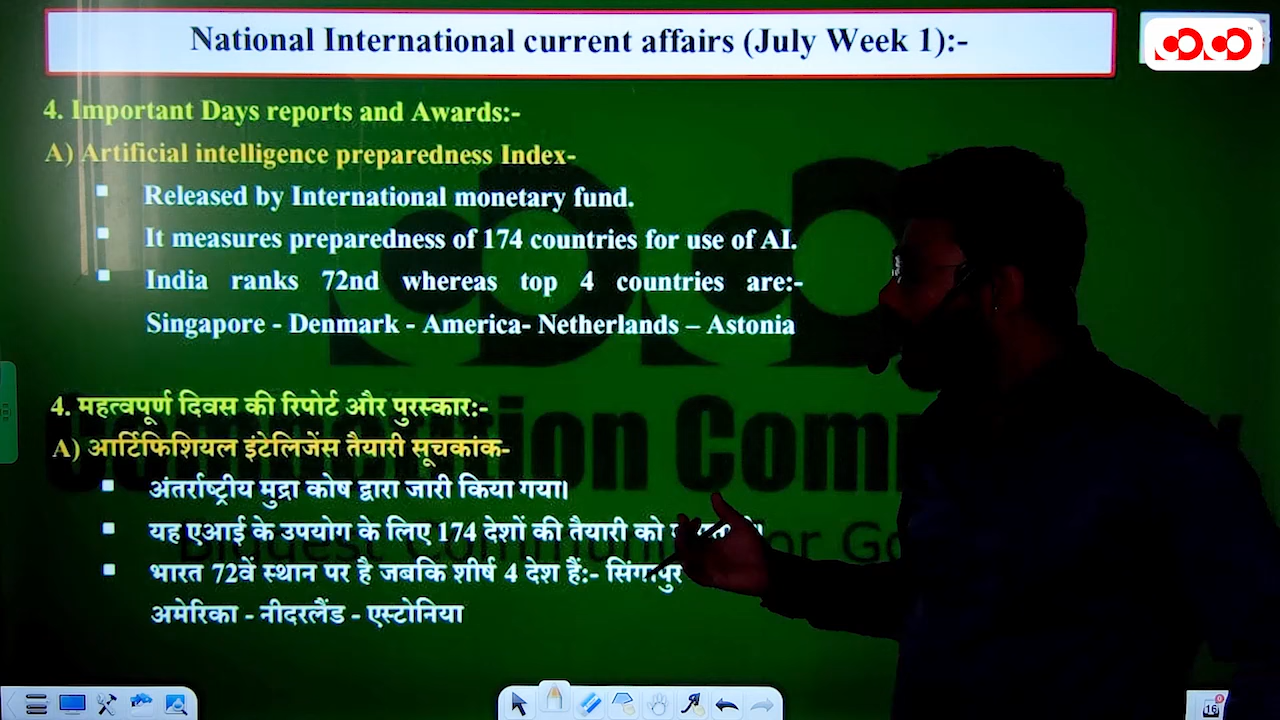 National International current affairs (July Week 1):-
4. Important Days reports and Awards:-
A) Artificial intelligence preparedness Index-
Released by International monetary fund.
It measures preparedness of 174 countries for use of AI.
India ranks 72nd whereas top 4 countries are:-
Singapore - Denmark - America- Netherlands – Astonia
4. महत्वपूर्ण दिवस की रिपोर्ट और पुरस्कार:-
A) आर्टिफिशियल इंटेलिजेंस तैयारी सूचकांक-
अंतर्राष्ट्रीय मुद्रा कोष द्वारा जारी किया गया।
यह एआई के उपयोग के लिए 174 देशों की तैयारी को
भारत 72वें स्थान पर है जबकि शीर्ष 4 देश हैं:- सिंगापुर
अमेरिका - नीदरलैंड - एस्टोनिया
16